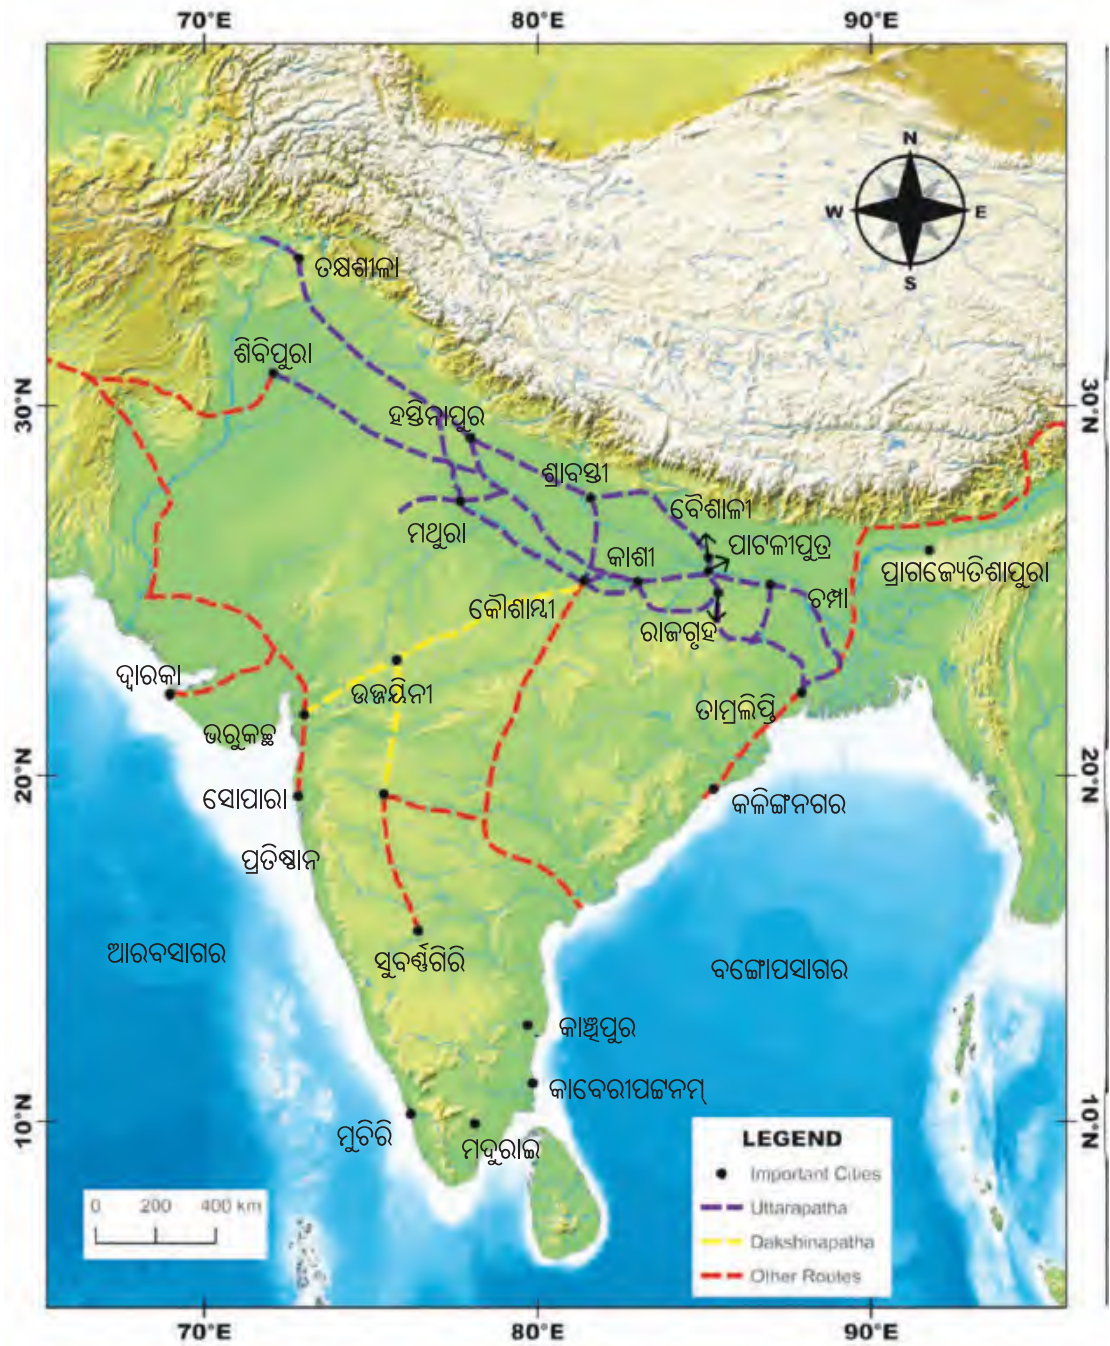 70°E 80°E 90°E
N
W E
S
ତକ୍ଷଶୀଳା
ଶିବିପୁରା
30°N 30°N
ହସ୍ତିନାପୁର
ଶ୍ରାବସ୍ତୀ
ବୈଶାଳୀ
ମଥୁରା
ପାଟଳୀପୁତ୍ର
କାଶୀ
ପ୍ରାଗଜ୍ୟେତିଶାପୁରା
କୌଶାମ୍ବୀ
ଚମ୍ପା
ରାଜଗୃହ
ଦ୍ୱାରକା
ଉଜ୍ଜୟିନୀ
ତାମ୍ରଲିପ୍ତି
ଭରୁକଚ୍ଛ
20°N 20°N
ସୋପାରା
କଳିଙ୍ଗନଗର
ପ୍ରତିଷ୍ଠାନ
ଆରବସାଗର
ସୁବର୍ଣ୍ଣଗିରି
ବଙ୍ଗୋପସାଗର
କାଞ୍ଚିପୁର
କାବେରୀପଟ୍ଟନମ୍
10°N 10°N
ମୁଚିରି
ମଦୁରାଇ
LEGEND
Important Cities
Uttarapatha
Dakshinapatha
Other Routes
0 200 400 km
70°E 80°E 90°E